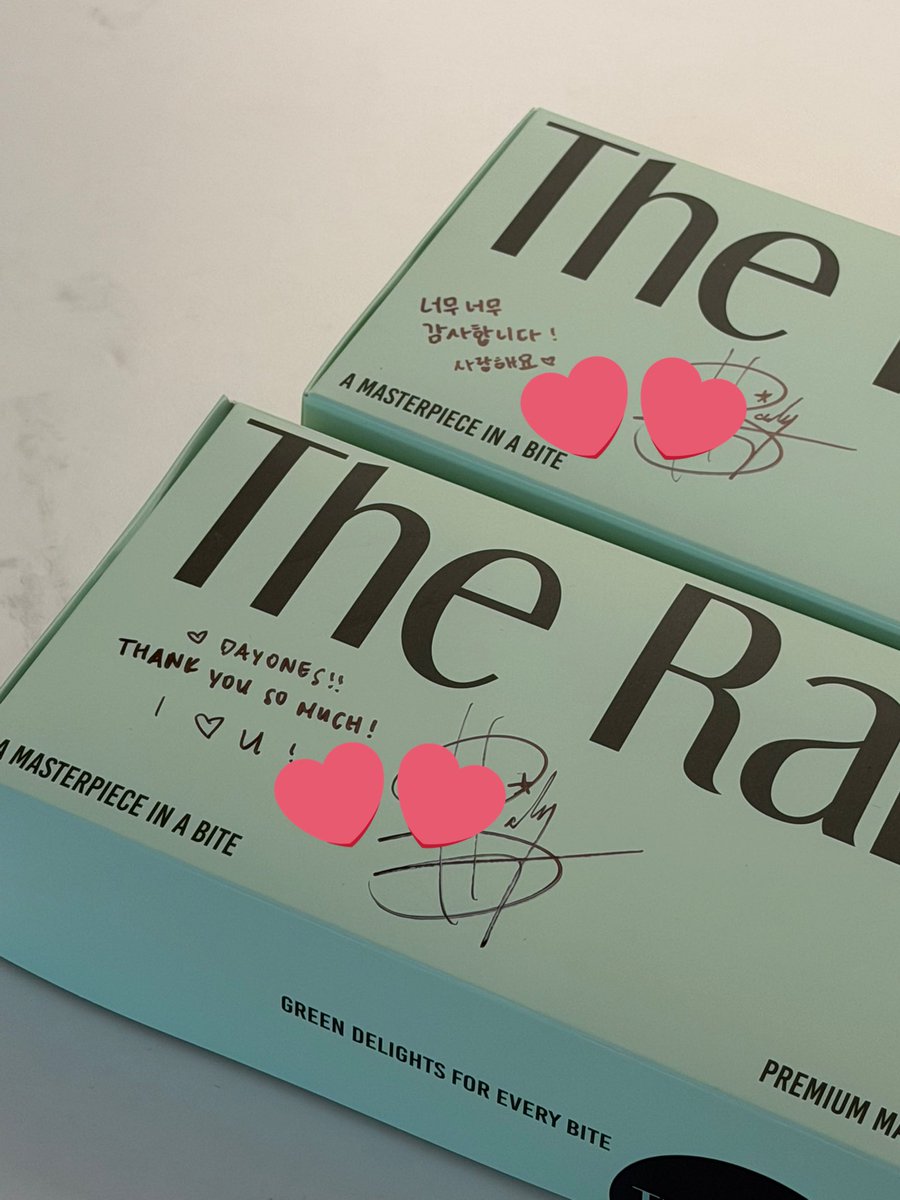 The
너무 너무
감사합니다!
사랑해요♡
A MASTERPIECE IN A BITE
The Ra
♡ DAYONES!!
THANK YOU SO MUCH!
I ♡ U!
A MASTERPIECE IN A BITE
GREEN DELIGHTS FOR EVERY BITE
PREMIUM MA